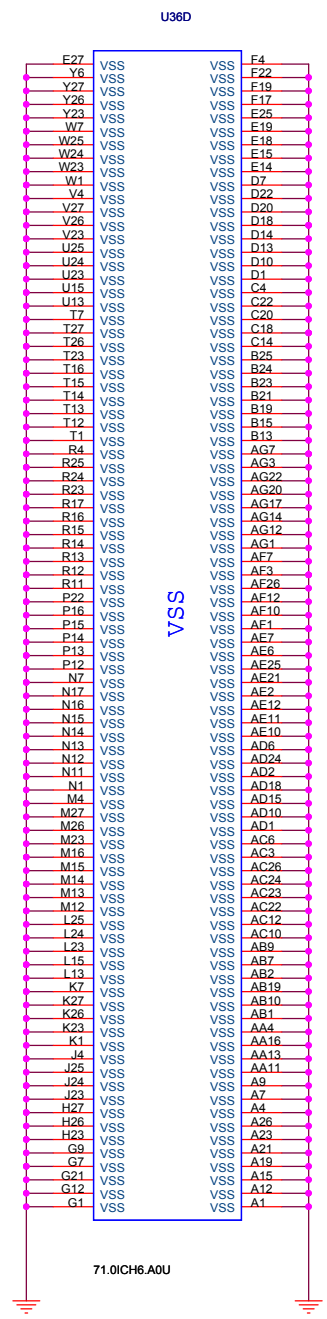 U36D
E27 VSS VSS F4
Y6 VSS VSS F22
Y27 VSS VSS F19
Y26 VSS VSS F17
Y23 VSS VSS E25
W7 VSS VSS E19
W25 VSS VSS E18
W24 VSS VSS E15
W23 VSS VSS E14
W1 VSS VSS D7
V4 VSS VSS D22
V27 VSS VSS D20
V26 VSS VSS D18
V23 VSS VSS D14
U25 VSS VSS D13
U24 VSS VSS D10
U23 VSS VSS D1
U15 VSS VSS C4
U13 VSS VSS C22
T7 VSS VSS C20
T27 VSS VSS C18
T26 VSS VSS C14
T23 VSS VSS B25
T16 VSS VSS B24
T15 VSS VSS B23
T14 VSS VSS B21
T13 VSS VSS B19
T12 VSS VSS B15
T1 VSS VSS B13
R4 VSS VSS AG7
R25 VSS VSS AG3
R24 VSS VSS AG22
R23 VSS VSS AG20
R17 VSS VSS AG17
R16 VSS VSS AG14
R15 VSS VSS AG12
R14 VSS VSS AG1
R13 VSS VSS AF7
R12 VSS VSS AF3
R11 VSS VSS AF26
P22 VSS VSS AF12
P16 VSS VSS AF10
P15 VSS VSS AF1
VSS
P14 VSS VSS AE7
P13 VSS VSS AE6
P12 VSS VSS AE25
N7 VSS VSS AE21
N17 VSS VSS AE2
N16 VSS VSS AE12
N15 VSS VSS AE11
N14 VSS VSS AE10
N13 VSS VSS AD6
N12 VSS VSS AD24
N11 VSS VSS AD2
N1 VSS VSS AD18
M4 VSS VSS AD15
M27 VSS VSS AD10
M26 VSS VSS AD1
M23 VSS VSS AC6
M16 VSS VSS AC3
M15 VSS VSS AC26
M14 VSS VSS AC24
M13 VSS VSS AC23
M12 VSS VSS AC22
L25 VSS VSS AC12
L24 VSS VSS AC10
L23 VSS VSS AB9
L15 VSS VSS AB7
L13 VSS VSS AB2
K7 VSS VSS AB19
K27 VSS VSS AB10
K26 VSS VSS AB1
K23 VSS VSS AA4
K1 VSS VSS AA16
J4 VSS VSS AA13
J25 VSS VSS AA11
J24 VSS VSS A9
J23 VSS VSS A7
H27 VSS VSS A4
H26 VSS VSS A26
H23 VSS VSS A23
G9 VSS VSS A21
G7 VSS VSS A19
G21 VSS VSS A15
G12 VSS VSS A12
G1 VSS VSS A1
71.0ICH6.A0U